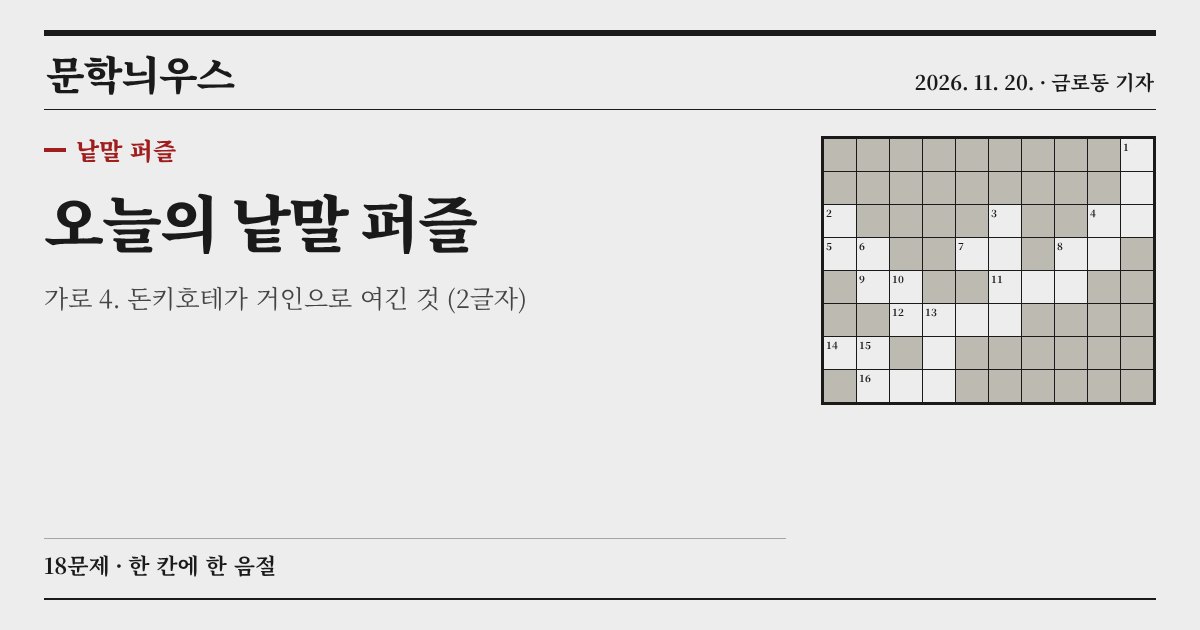 문학늬우스
2026. 11. 20. · 금로동 기자
낱말 퍼즐
오늘의 낱말 퍼즐
가로 4. 돈키호테가 거인으로 여긴 것 (2글자)
1
2 3 4
5 6 7 8
9 10 11
12 13
14 15
16
18문제 · 한 칸에 한 음절